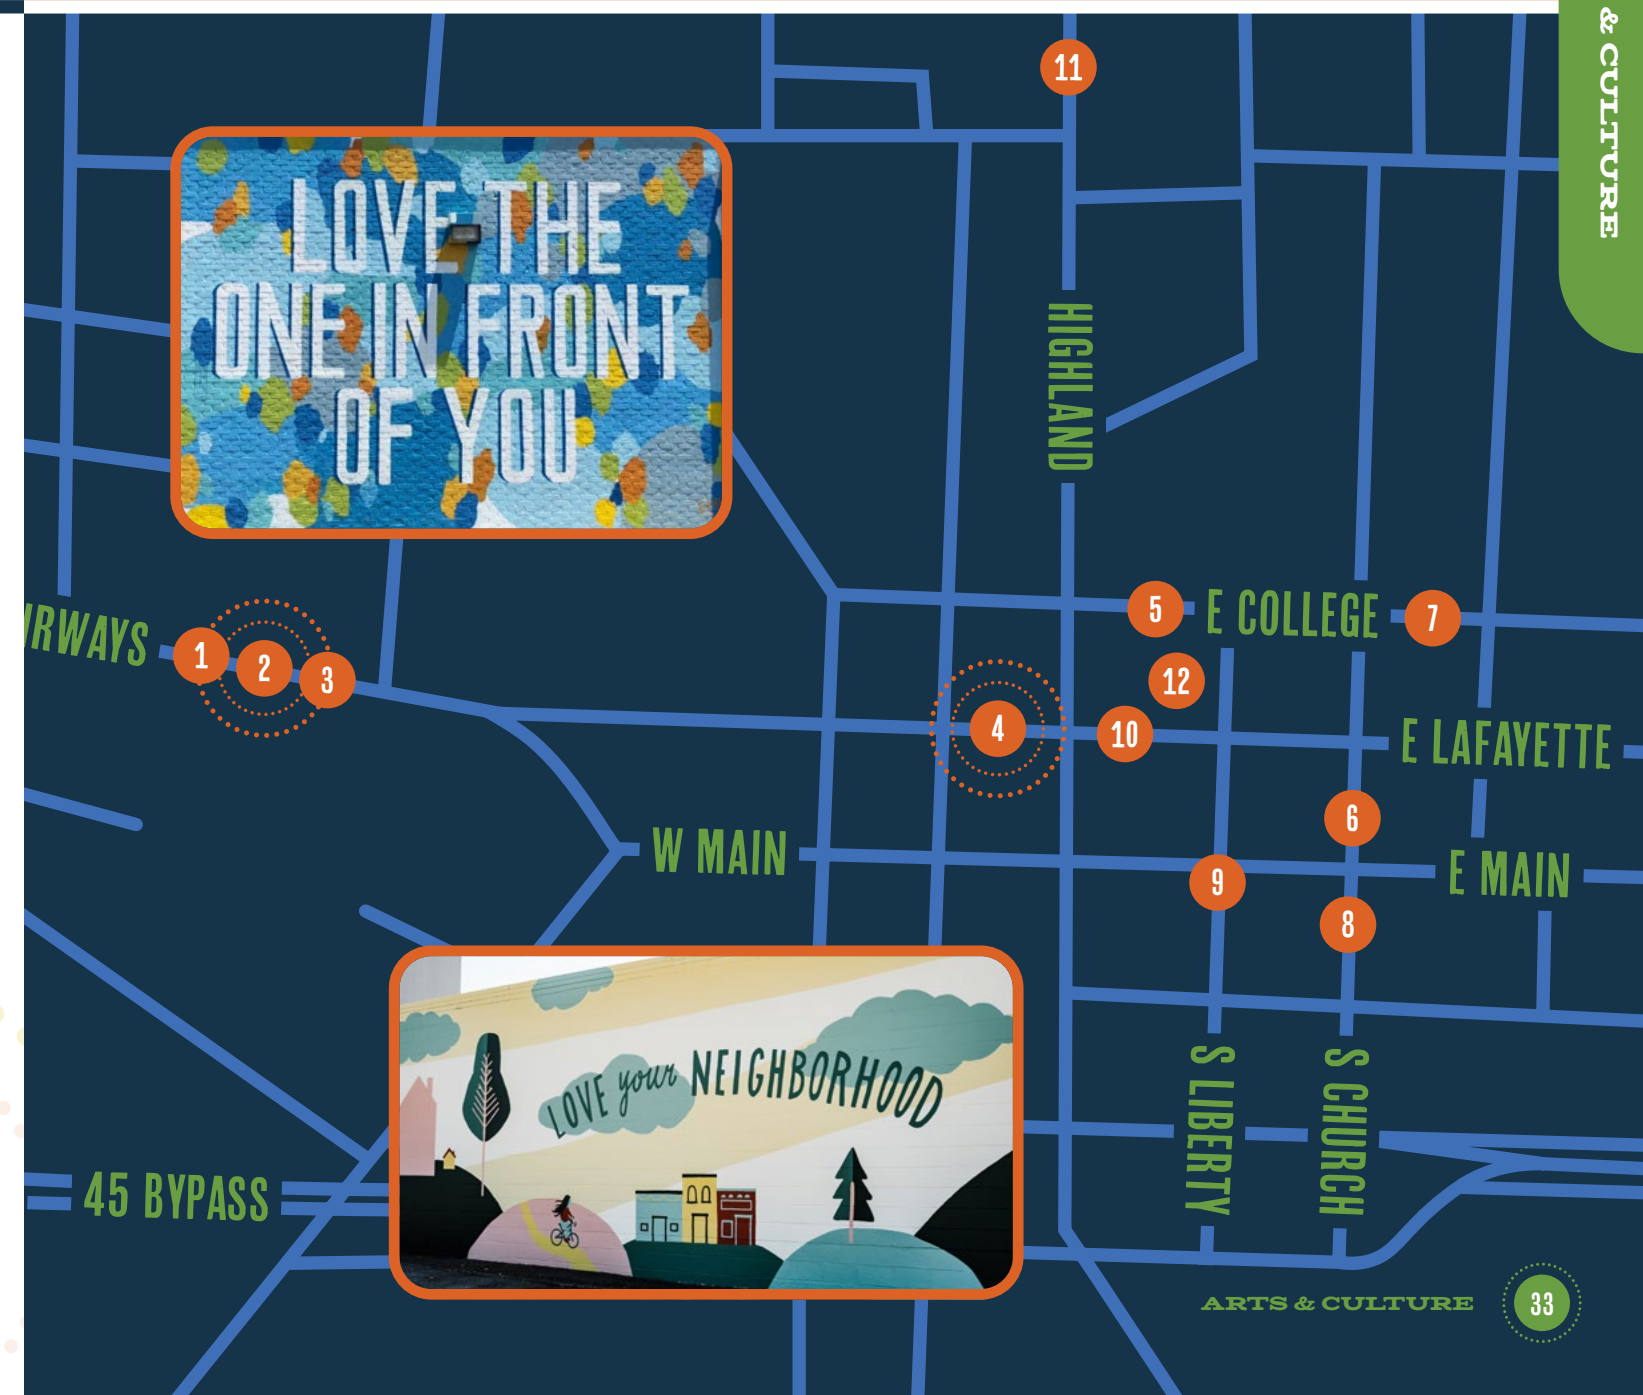 & CULTURE
11
LOVE THE
ONE IN FRONT
OF YOU
HIGHLAND
5
E COLLEGE
7
IRWAYS
1
2
3
12
4
10
E LAFAYETTE
6
W MAIN
9
E MAIN
8
LOVE your NEIGHBORHOOD
S LIBERTY
S CHURCH
45 BYPASS
ARTS & CULTURE
33